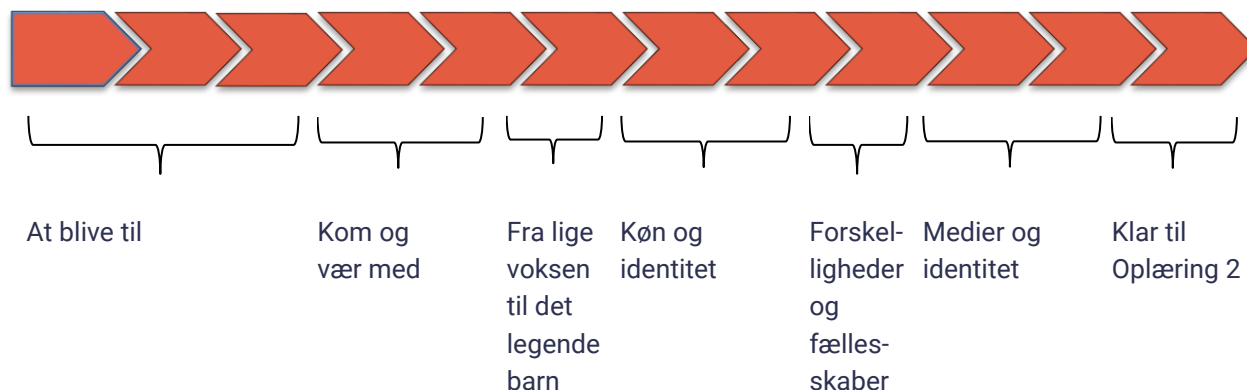 At blive til
Kom og
vær med
Fra lige
voksen
til det
legende
barn
Køn og
identitet
Forskel-
ligheder
og
fælles-
skaber
Medier og
identitet
Klar til
Oplæring 2